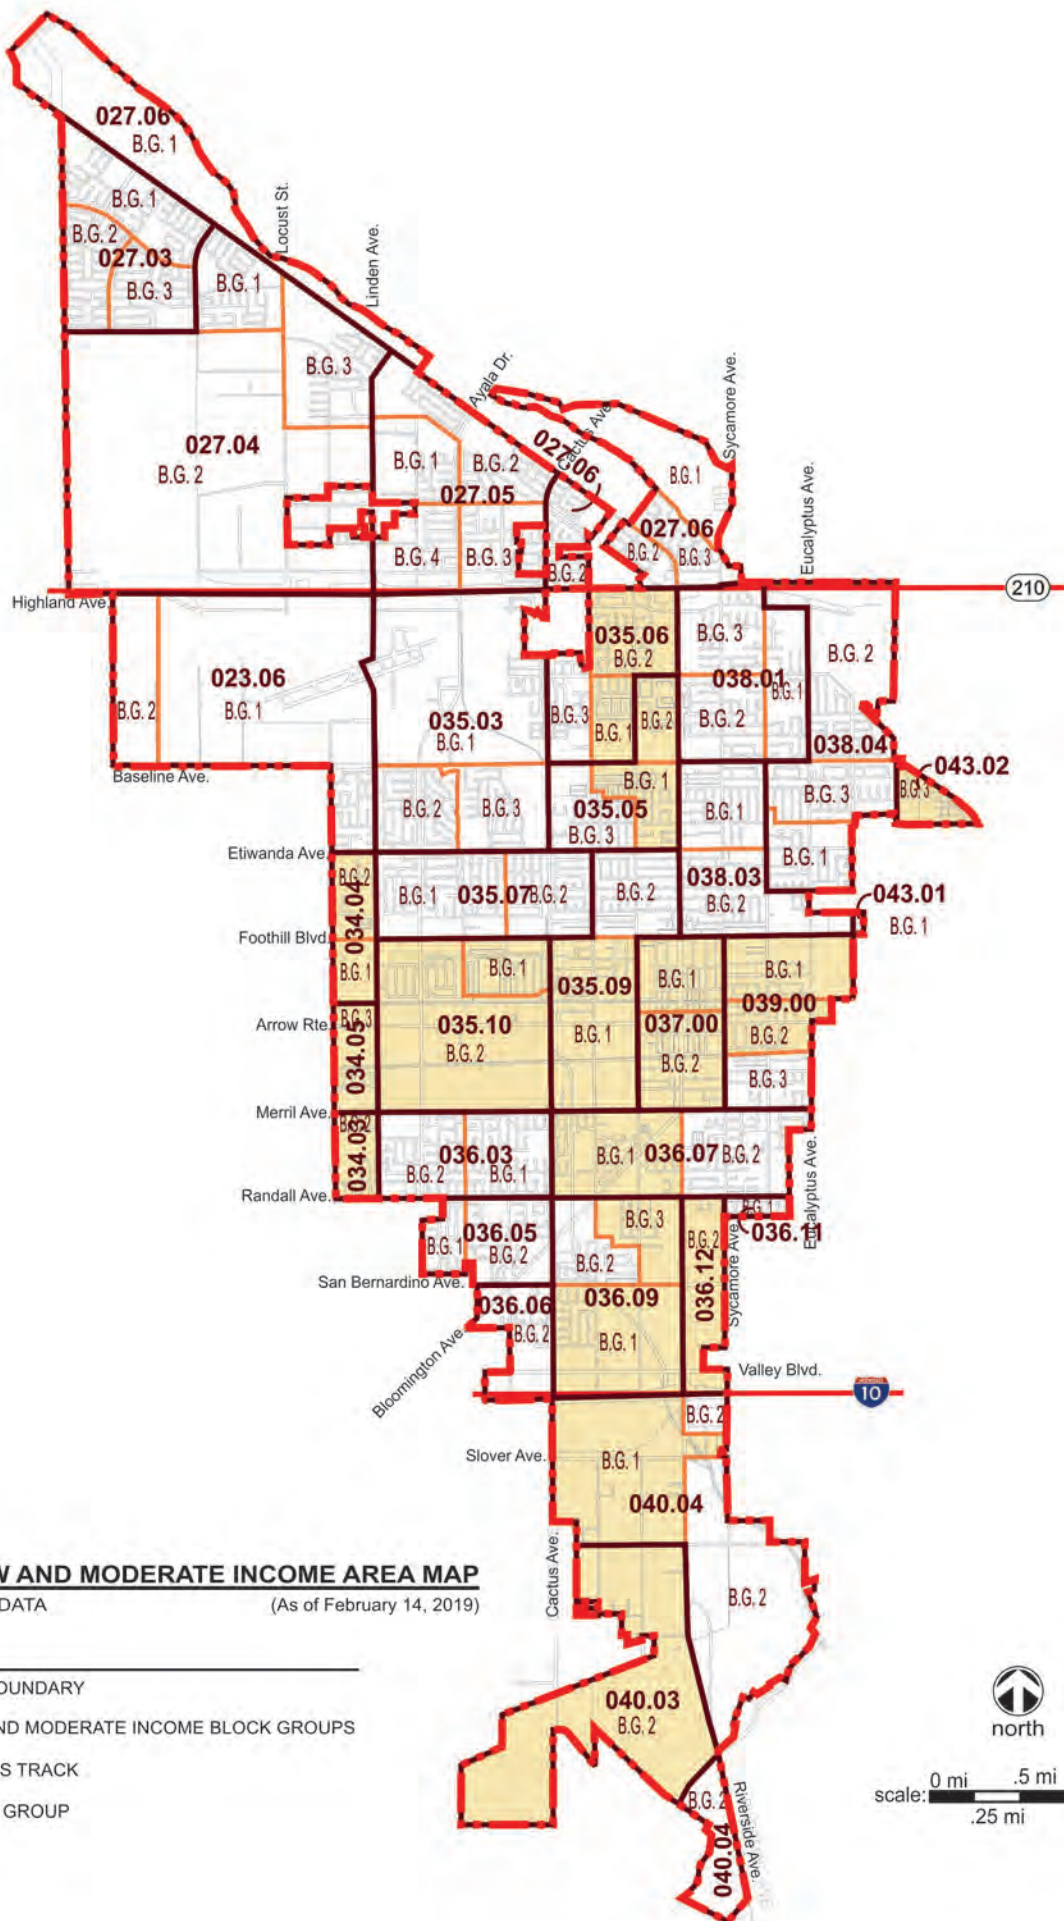 027.06
B.G. 1
B.G. 1
Locust St.
B.G. 2
Linden Ave.
027.03
B.G. 1
B.G. 3
B.G. 3
Ayala Dr.
Sycamore Ave.
027.04
B.G. 2
B.G. 1
B.G. 2
027.06
Cactus Ave.
B.G. 1
Eucalyptus Ave.
027.05
027.06
B.G. 4
B.G. 3
B.G. 2
B.G. 2
B.G. 3
210
Highland Ave.
035.06
B.G. 2
B.G. 3
B.G. 2
023.06
B.G. 2
B.G. 1
038.01
B.G. 1
035.03
B.G. 1
B.G. 3
B.G. 1
B.G. 2
B.G. 2
038.04
Baseline Ave.
043.02
B.G. 3
B.G. 1
B.G. 2
B.G. 3
035.05
B.G. 3
B.G. 1
B.G. 3
Etiwanda Ave.
B.G. 1
B.G. 2
034.04
B.G. 1
035.07
B.G. 2
B.G. 2
038.03
B.G. 2
043.01
B.G. 1
Foothill Blvd.
B.G. 1
B.G. 1
035.09
B.G. 1
B.G. 1
039.00
Arrow Rte.
B.G. 3
034.05
035.10
B.G. 2
B.G. 1
037.00
B.G. 2
B.G. 2
B.G. 3
Merril Ave.
B.G. 2
034.03
036.03
B.G. 2
B.G. 1
B.G. 1
036.07
B.G. 2
Eucalyptus Ave.
Randall Ave.
B.G. 1
036.11
B.G. 3
B.G. 2
036.05
B.G. 1
B.G. 2
B.G. 2
036.12
Sycamore Ave.
San Bernardino Ave.
036.06
B.G. 2
036.09
B.G. 1
Bloomington Ave.
Valley Blvd.
10
B.G. 2
Slover Ave.
B.G. 1
040.04
W AND MODERATE INCOME AREA MAP
DATA
(As of February 14, 2019)
Cactus Ave.
B.G. 2
OUNDARY
ND MODERATE INCOME BLOCK GROUPS
S TRACK
GROUP
040.03
B.G. 2
north
B.G. 2
040.04
Riverside Ave.
scale:
0 mi
.5 mi
.25 mi